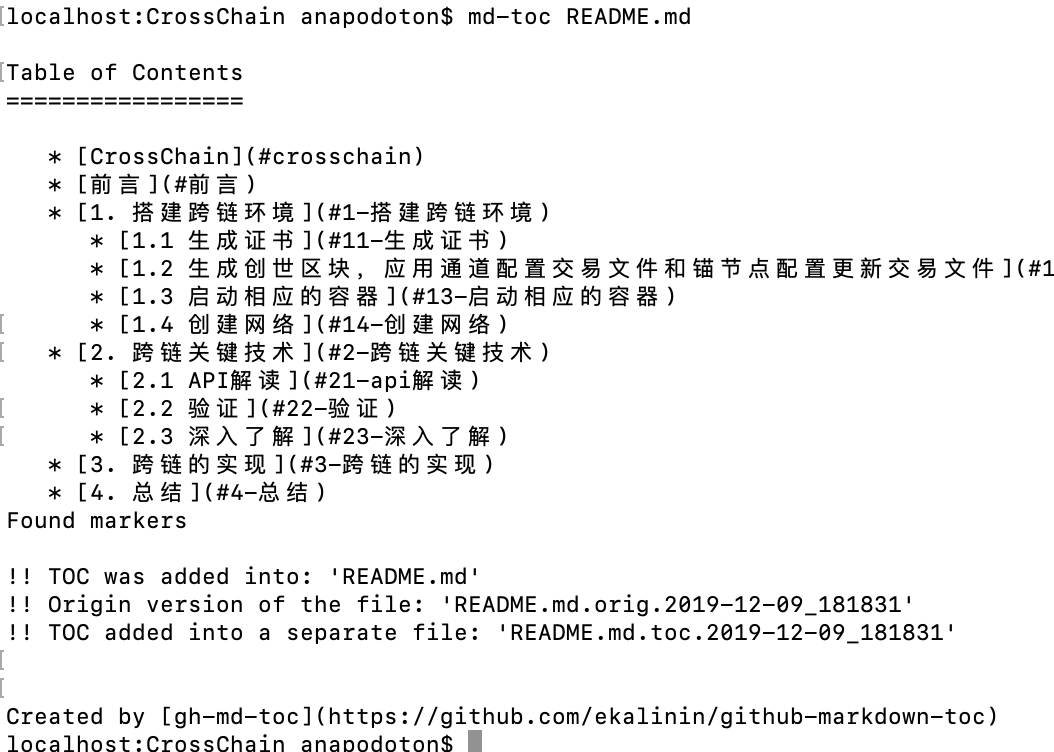 localhost:CrossChain anapodoton$ md-toc README.md
Table of Contents
=================
* [CrossChain](#crosschain)
* [前言](#前言)
* [1. 搭建跨链环境](#1-搭建跨链环境)
* [1.1 生成证书](#11-生成证书)
* [1.2 生成创世区块，应用通道配置交易文件和锚节点配置更新交易文件](#1
* [1.3 启动相应的容器](#13-启动相应的容器)
* [1.4 创建网络](#14-创建网络)
* [2. 跨链关键技术](#2-跨链关键技术)
* [2.1 API解读](#21-api解读)
* [2.2 验证](#22-验证)
* [2.3 深入了解](#23-深入了解)
* [3. 跨链的实现](#3-跨链的实现)
* [4. 总结](#4-总结)
Found markers
!! TOC was added into: 'README.md'
!! Origin version of the file: 'README.md.orig.2019-12-09_181831'
!! TOC added into a separate file: 'README.md.toc.2019-12-09_181831'
Created by [gh-md-toc](https://github.com/ekalinin/github-markdown-toc)
localhost:CrossChain anapodoton$